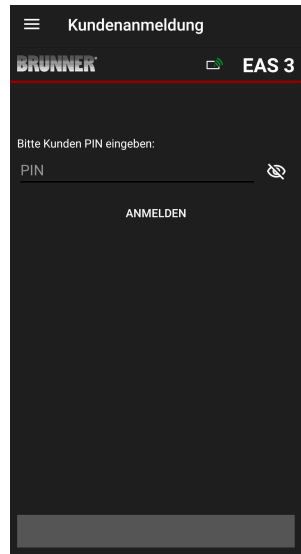 Kundenanmeldung
BRUNNER EAS 3
Bitte Kunden PIN eingeben:
PIN
ANMELDEN